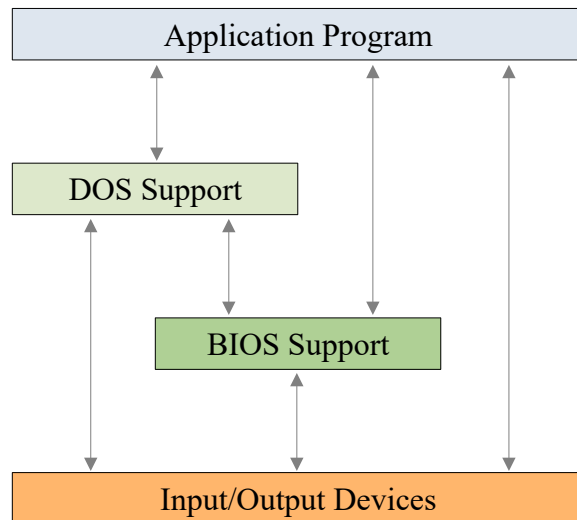 Application Program
DOS Support
BIOS Support
Input/Output Devices